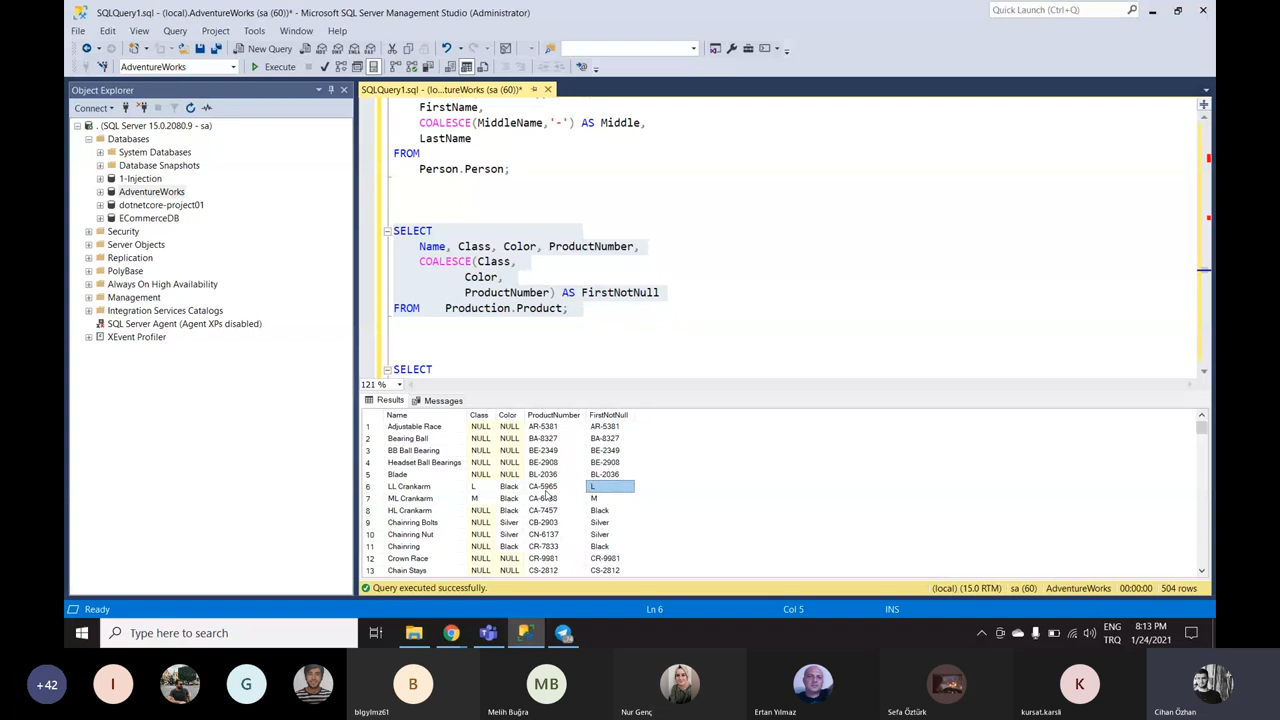 SQLQuery1.sql - (local).AdventureWorks (sa (60))* - Microsoft SQL Server Management Studio (Administrator)
Quick Launch (Ctrl+Q)
File Edit View Query Project Tools Window Help
New Query
AdventureWorks Execute
Object Explorer
Connect
. (SQL Server 15.0.2080.9 - sa)
Databases
System Databases
Database Snapshots
1-Injection
AdventureWorks
dotnetcore-project01
ECommerceDB
Security
Server Objects
Replication
PolyBase
Always On High Availability
Management
Integration Services Catalogs
SQL Server Agent (Agent XPs disabled)
XEvent Profiler
SQLQuery1.sql - (lo...tureWorks (sa (60))*
FirstName,
COALESCE(MiddleName,'-') AS Middle,
LastName
FROM
Person.Person;
SELECT
Name, Class, Color, ProductNumber,
COALESCE(Class,
Color,
ProductNumber) AS FirstNotNull
FROM Production.Product;
SELECT
121 %
Results Messages
Name Class Color ProductNumber FirstNotNull
1 Adjustable Race NULL NULL AR-5381 AR-5381
2 Bearing Ball NULL NULL BA-8327 BA-8327
3 BB Ball Bearing NULL NULL BE-2349 BE-2349
4 Headset Ball Bearings NULL NULL BE-2908 BE-2908
5 Blade NULL NULL BL-2036 BL-2036
6 LL Crankarm L Black CA-5965 L
7 ML Crankarm M Black M
8 HL Crankarm NULL Black CA-7457 Black
9 Chainring Bolts NULL Silver CB-2903 Silver
10 Chainring Nut NULL Silver CN-6137 Silver
11 Chainring NULL Black CR-7833 Black
12 Crown Race NULL NULL CR-9981 CR-9981
13 Chain Stays NULL NULL CS-2812 CS-2812
Query executed successfully.
(local) (15.0 RTM) sa (60) AdventureWorks 00:00:00 504 rows
Ready
Ln 6 Col 5 INS
Type here to search
ENG
TRQ
8:13 PM
1/24/2021
+42 I G B MB K
blgylmz61 Melih Buğra Nur Genç Ertan Yılmaz Sefa Öztürk kursat.karsli Cihan Özhan